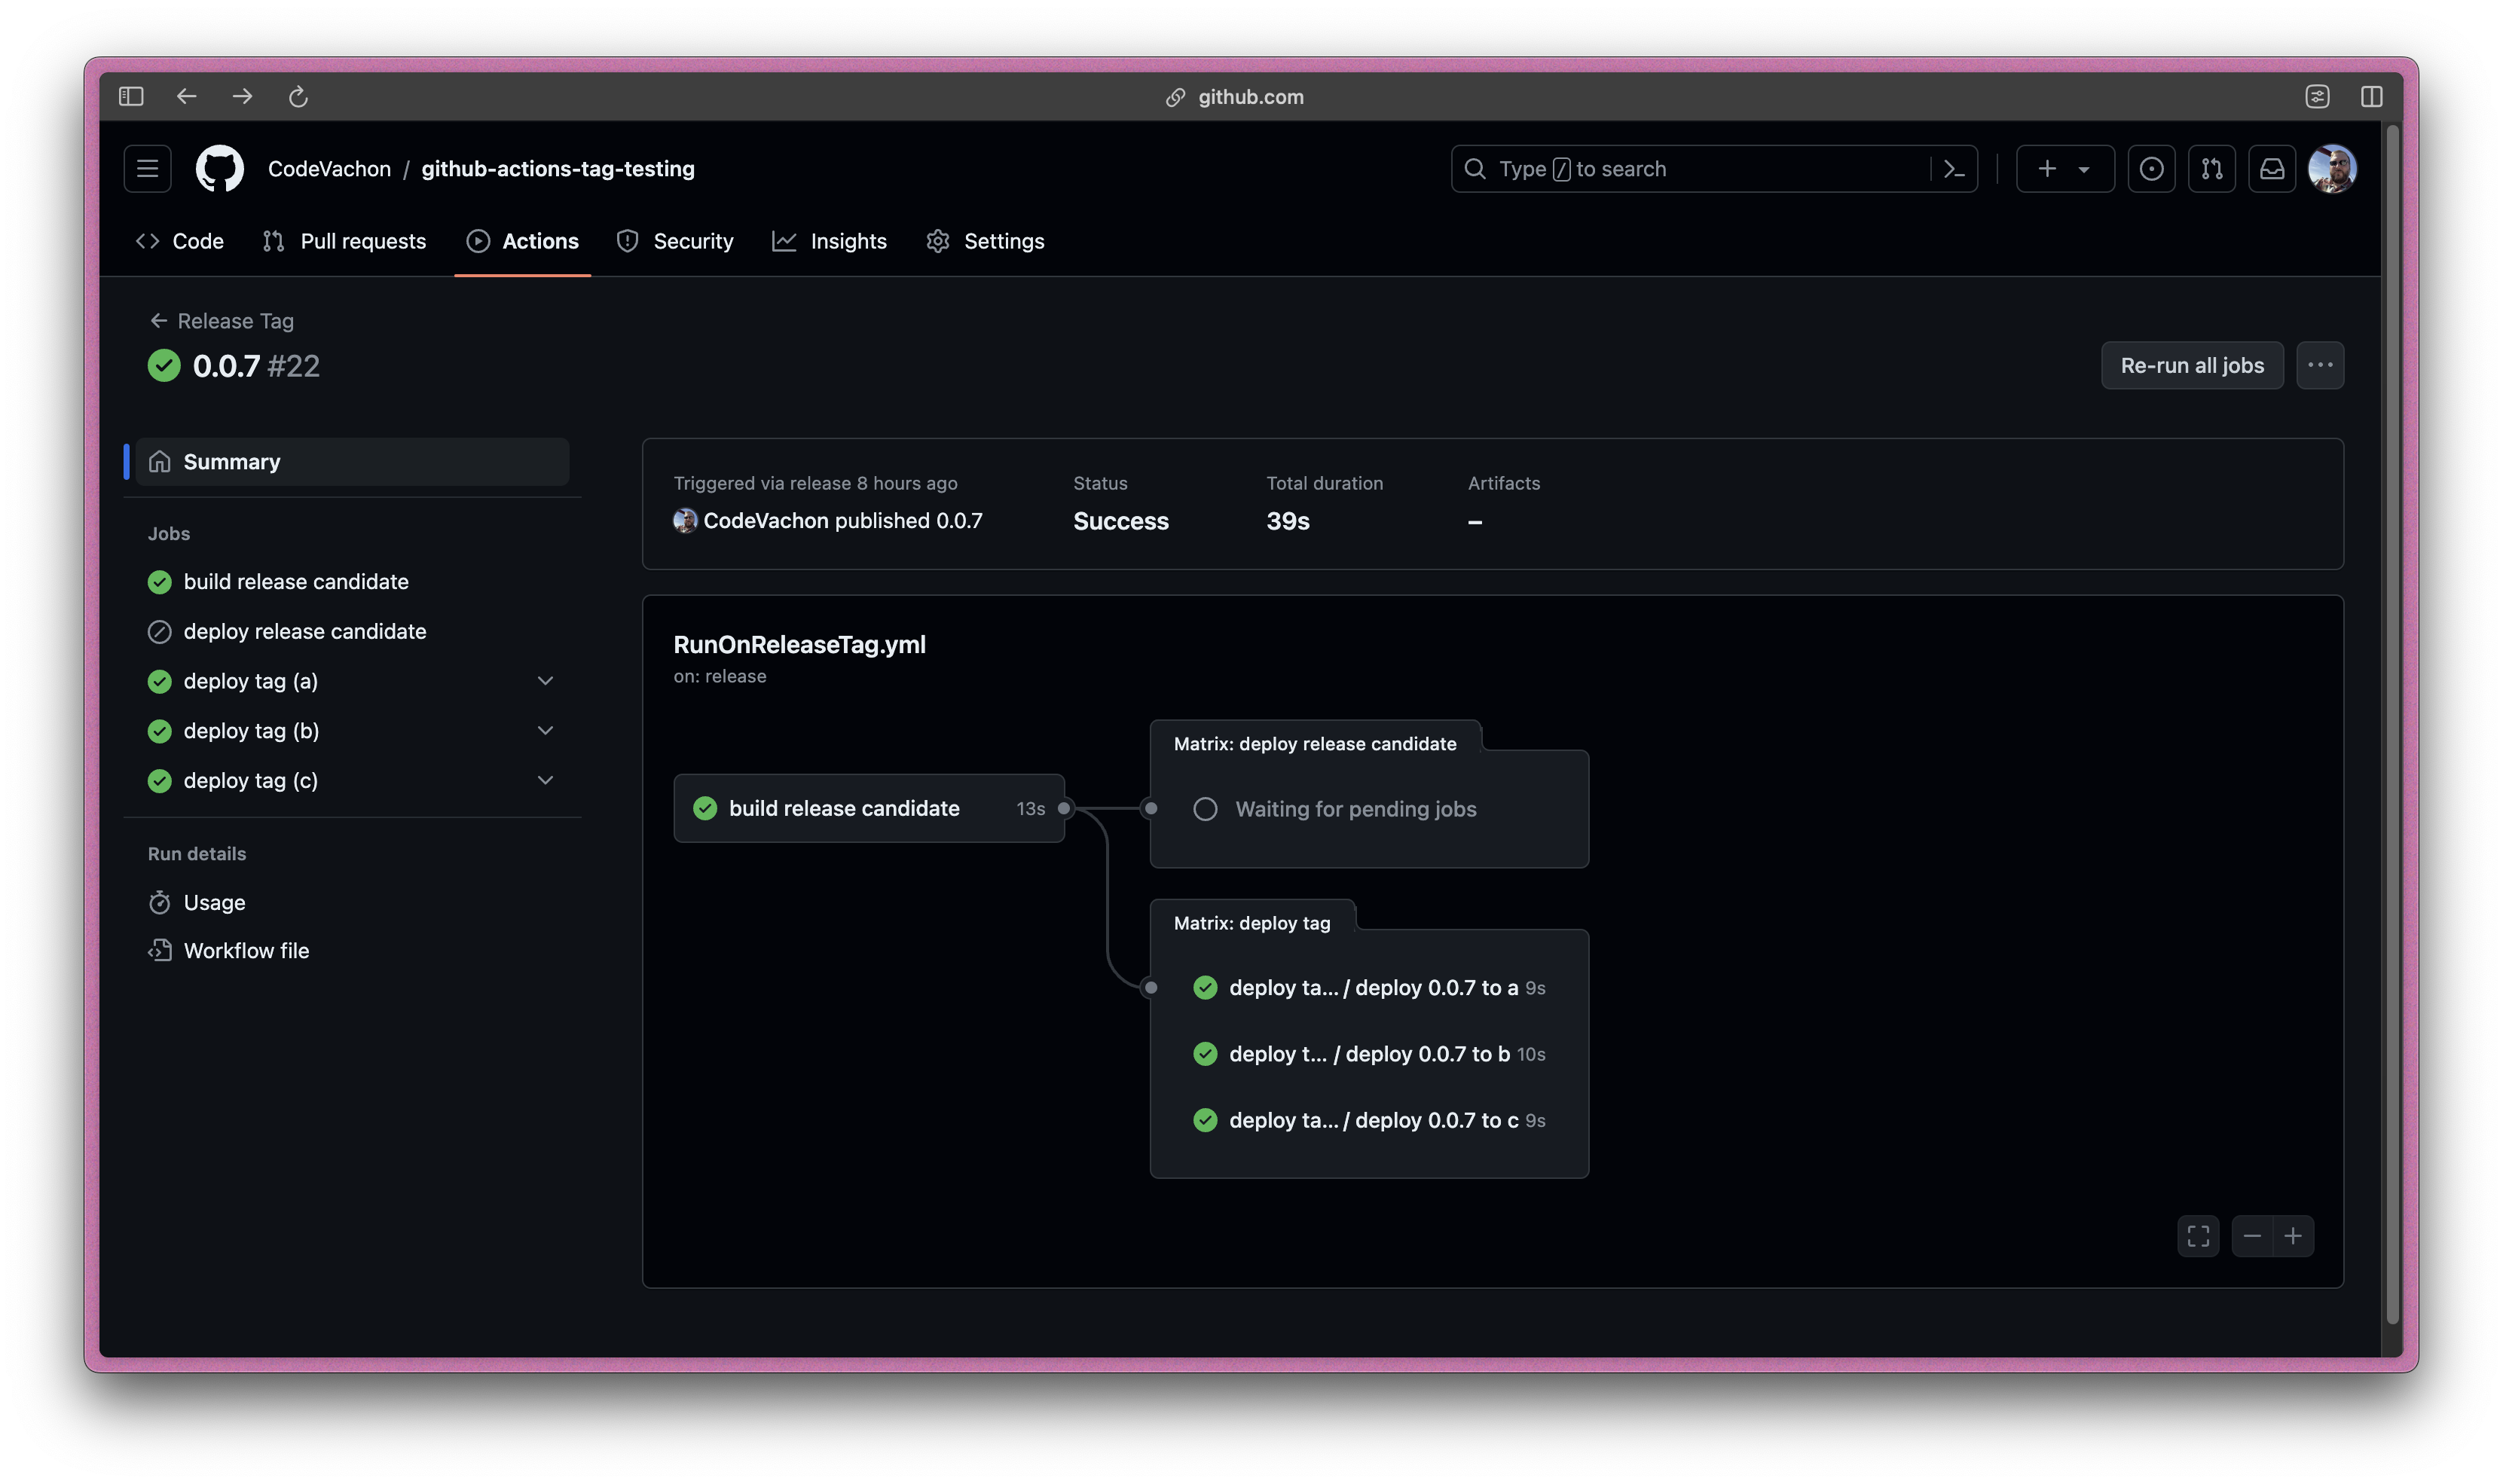 github.com
CodeVachon / github-actions-tag-testing
Type / to search
Code
Pull requests
Actions
Security
Insights
Settings
Release Tag
0.0.7 #22
Re-run all jobs
Summary
Jobs
build release candidate
deploy release candidate
deploy tag (a)
deploy tag (b)
deploy tag (c)
Run details
Usage
Workflow file
Triggered via release 8 hours ago
CodeVachon published 0.0.7
Status
Success
Total duration
39s
Artifacts
–
RunOnReleaseTag.yml
on: release
build release candidate 13s
Matrix: deploy release candidate
Waiting for pending jobs
Matrix: deploy tag
deploy ta... / deploy 0.0.7 to a 9s
deploy t... / deploy 0.0.7 to b 10s
deploy ta... / deploy 0.0.7 to c 9s